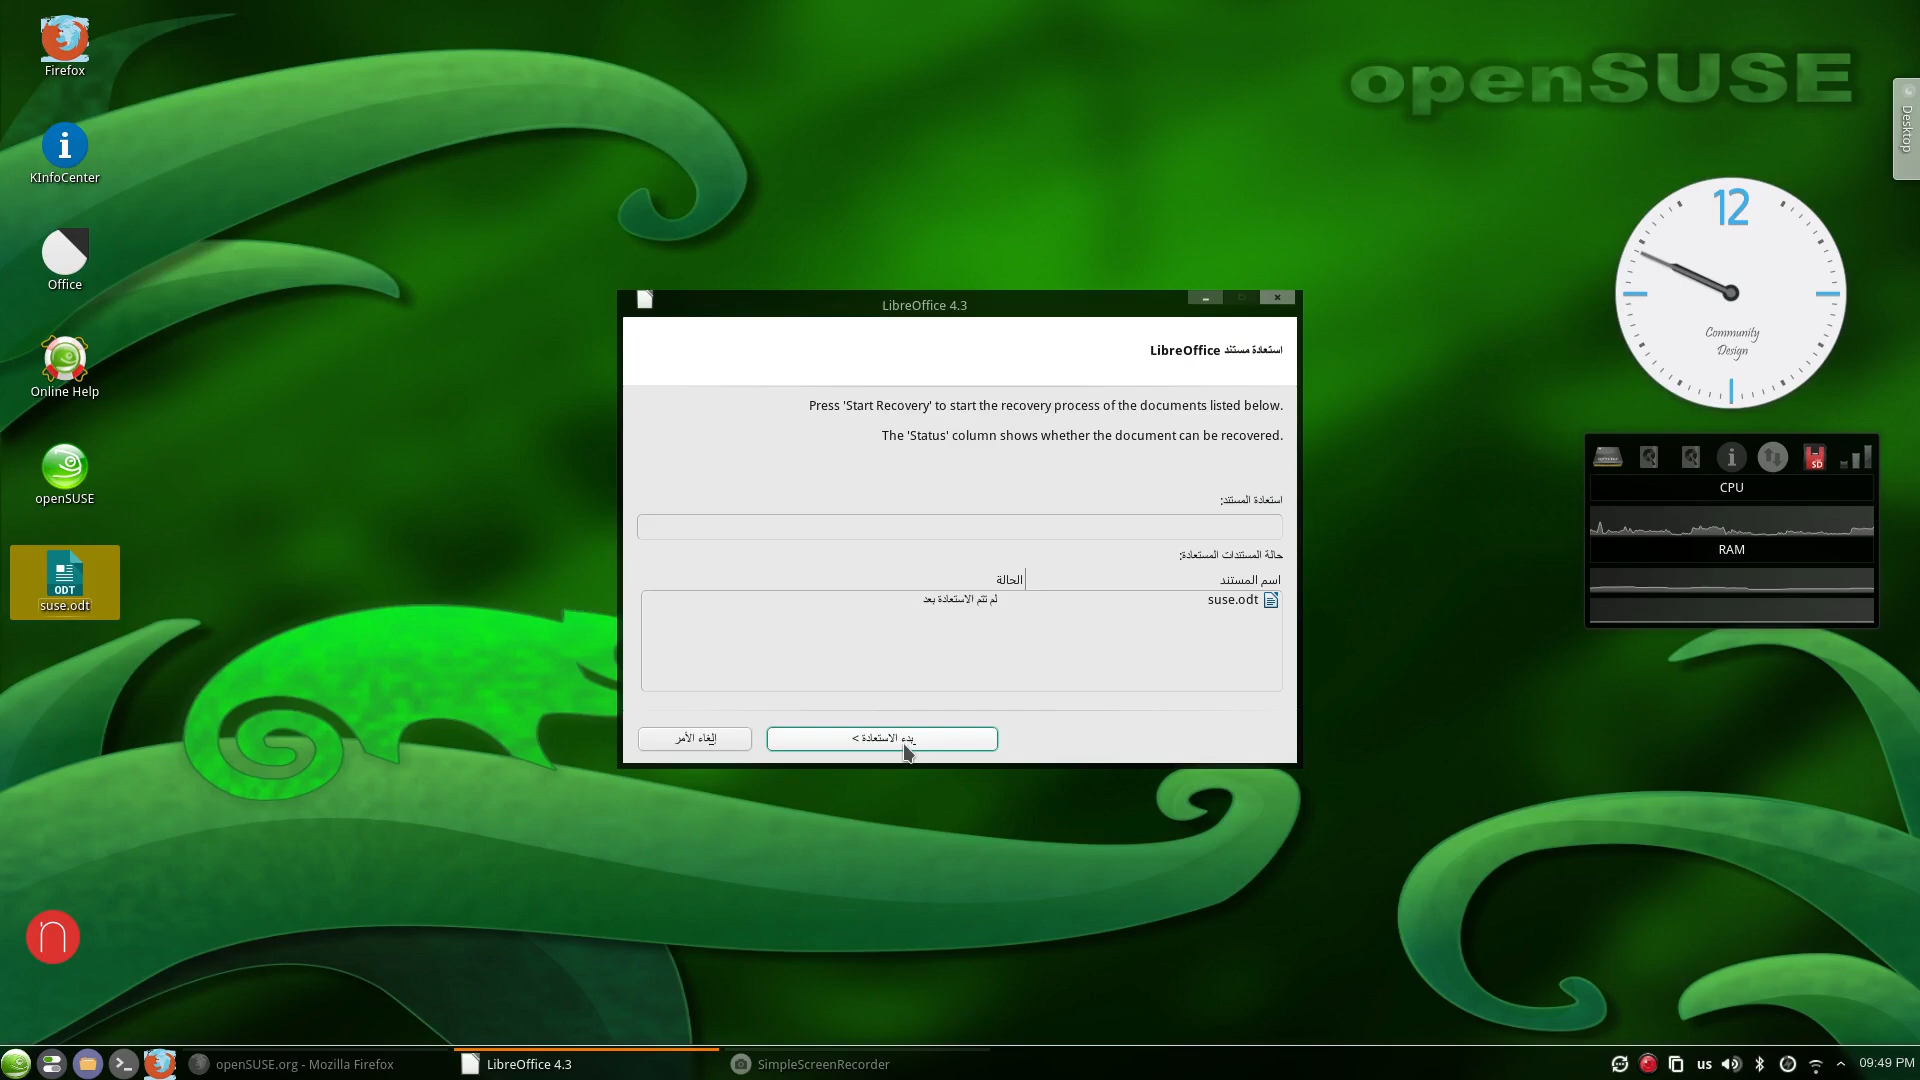 Firefox
KInfoCenter
Office
Online Help
openSUSE
ODT
suse.odt
openSUSE
Desktop
12
Community
Design
SD
CPU
RAM
LibreOffice 4.3
استعادة مستند LibreOffice
Press 'Start Recovery' to start the recovery process of the documents listed below.
The 'Status' column shows whether the document can be recovered.
استعادة المستند:
حالة المستندات المستعادة:
اسم المستند الحالة
suse.odt لم تتم الاستعادة بعد
بدء الاستعادة >
إلغاء الأمر
openSUSE.org - Mozilla Firefox
LibreOffice 4.3
SimpleScreenRecorder
us
09:49 PM